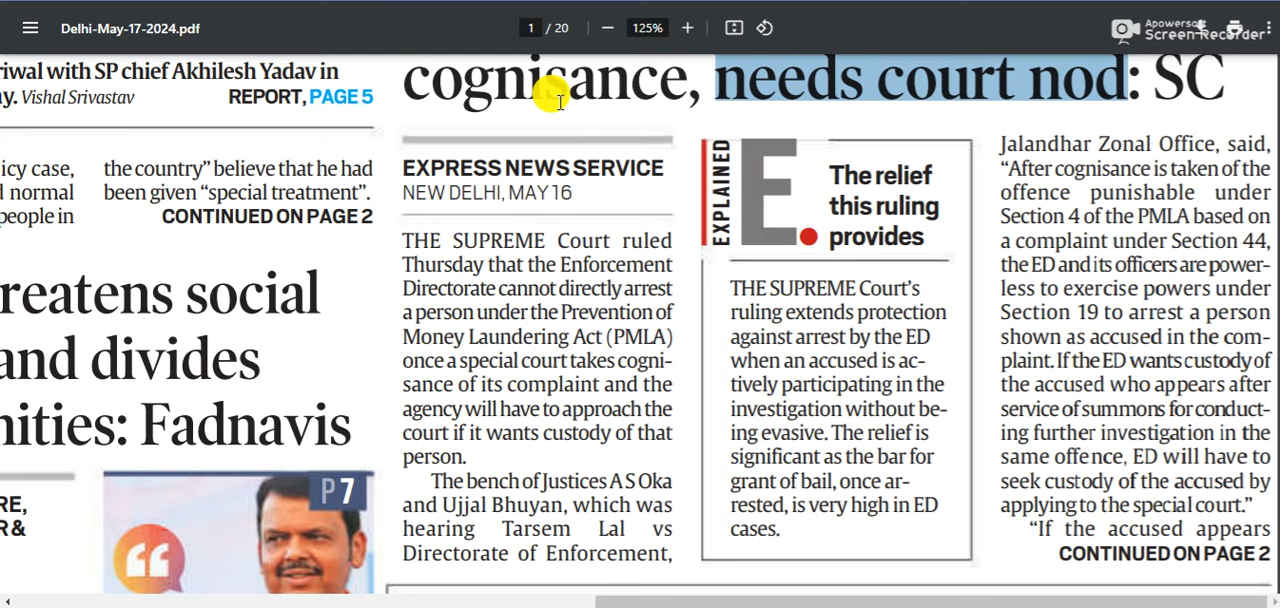 Delhi-May-17-2024.pdf
1 / 20
125%
Apowersoft
Screen Recorder
riwal with SP chief Akhilesh Yadav in
Vishal Srivastav
REPORT, PAGE 5
icy case,
d normal
people in
the country” believe that he had
been given “special treatment”.
CONTINUED ON PAGE 2
reatens social
and divides
nities: Fadnavis
RE,
R &
P7
cognisance, needs court nod: SC
EXPRESS NEWS SERVICE
NEW DELHI, MAY 16
THE SUPREME Court ruled
Thursday that the Enforcement
Directorate cannot directly arrest
a person under the Prevention of
Money Laundering Act (PMLA)
once a special court takes cogni-
sance of its complaint and the
agency will have to approach the
court if it wants custody of that
person.
The bench of Justices A S Oka
and Ujjal Bhuyan, which was
hearing Tarsem Lal vs
Directorate of Enforcement,
EXPLAINED
E.
The relief
this ruling
provides
THE SUPREME Court’s
ruling extends protection
against arrest by the ED
when an accused is ac-
tively participating in the
investigation without be-
ing evasive. The relief is
significant as the bar for
grant of bail, once ar-
rested, is very high in ED
cases.
Jalandhar Zonal Office, said,
“After cognisance is taken of the
offence punishable under
Section 4 of the PMLA based on
a complaint under Section 44,
the ED and its officers are power-
less to exercise powers under
Section 19 to arrest a person
shown as accused in the com-
plaint. If the ED wants custody of
the accused who appears after
service of summons for conduct-
ing further investigation in the
same offence, ED will have to
seek custody of the accused by
applying to the special court.”
“If the accused appears
CONTINUED ON PAGE 2